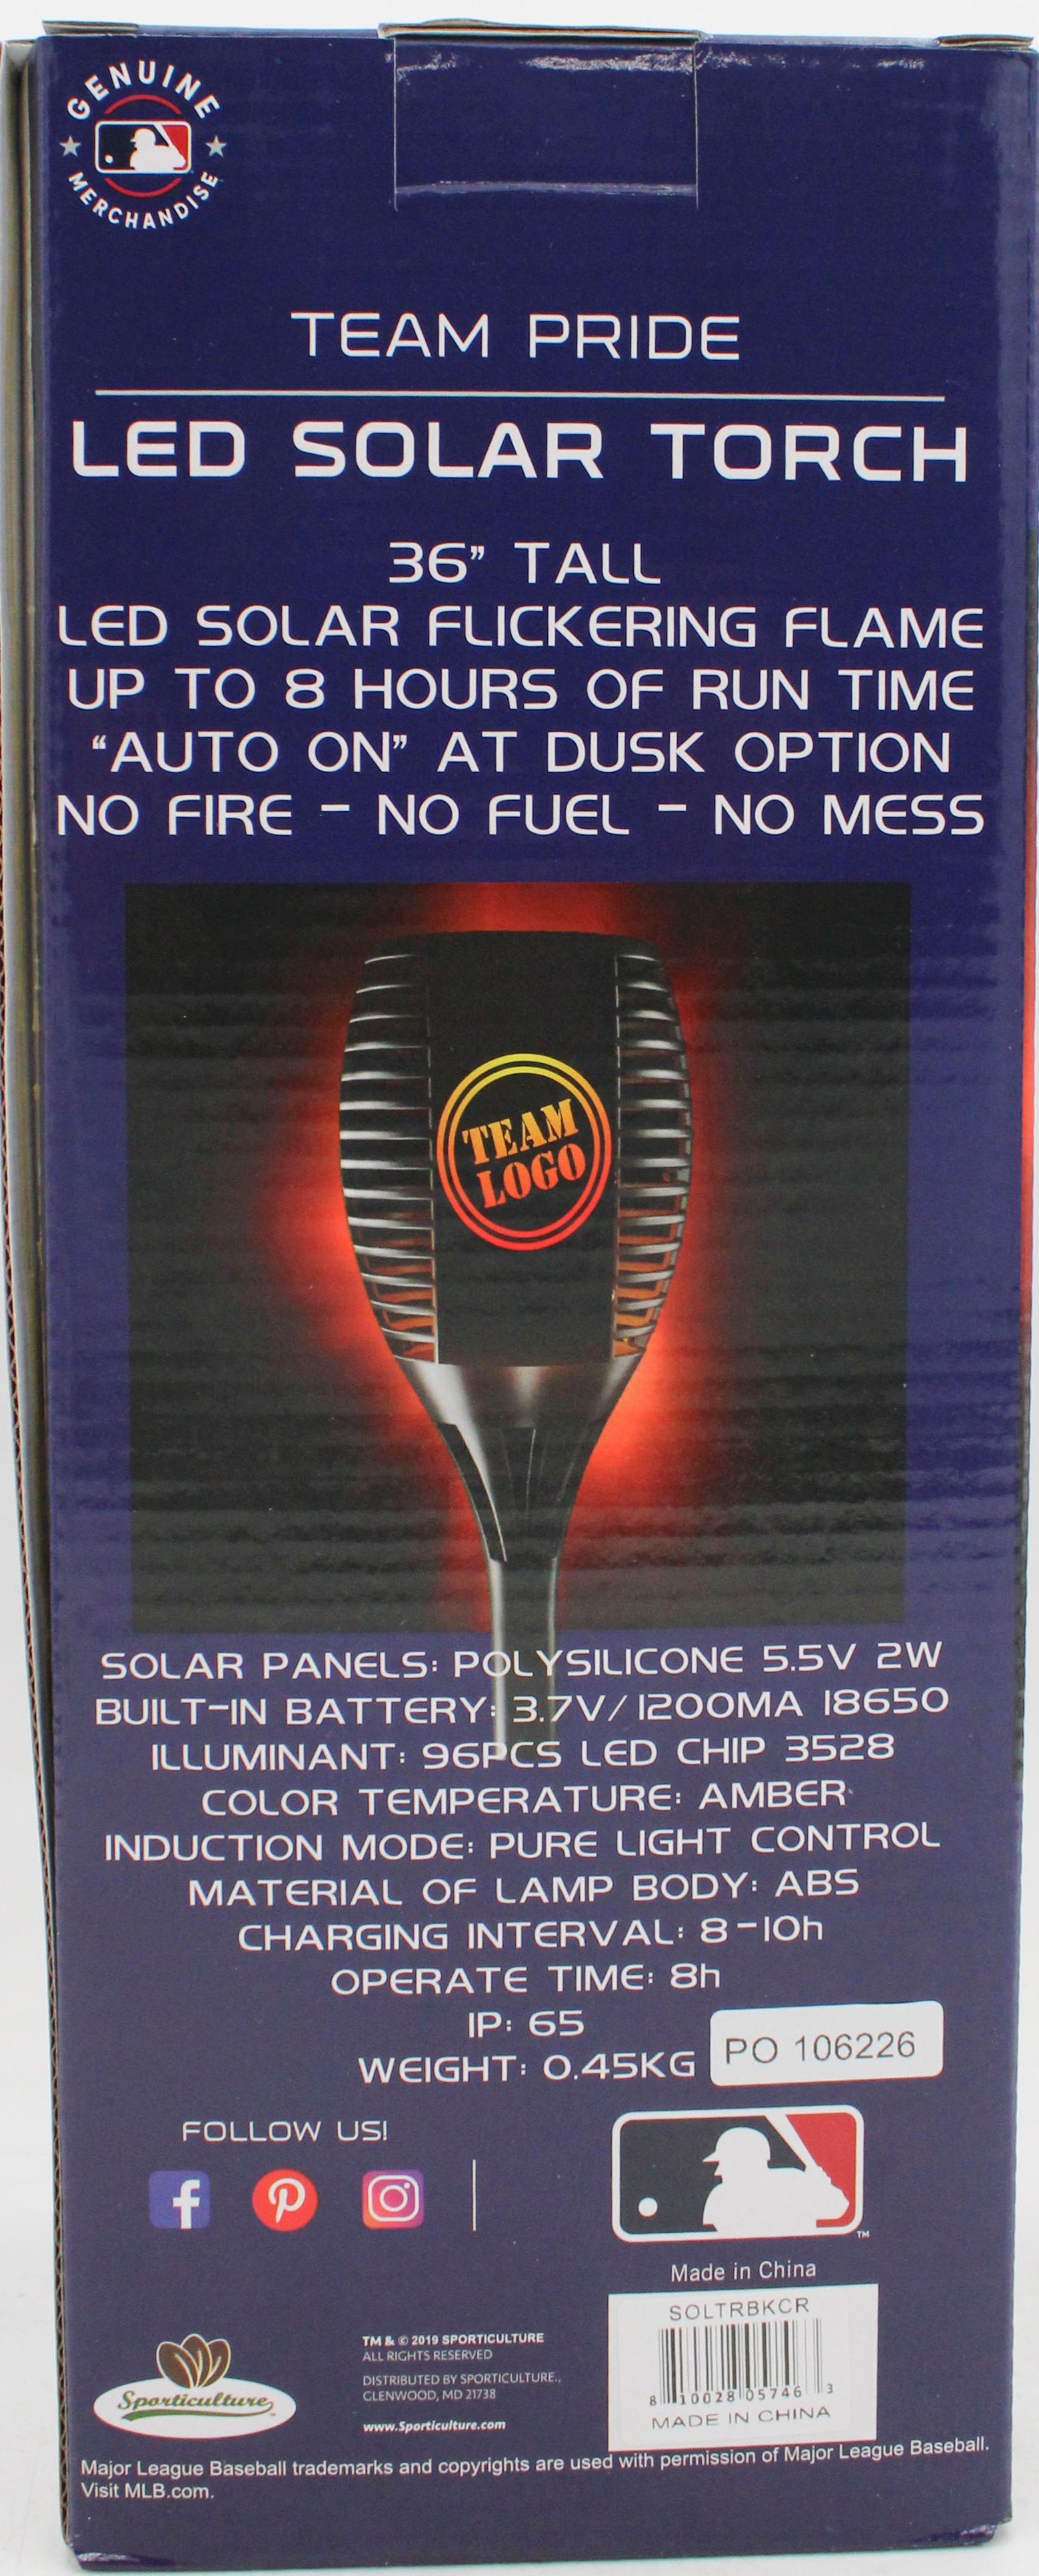 GENUINE
MERCHANDISE
TEAM PRIDE
LED SOLAR TORCH
36” TALL
LED SOLAR FLICKERING FLAME
UP TO 8 HOURS OF RUN TIME
“AUTO ON” AT DUSK OPTION
NO FIRE - NO FUEL - NO MESS
TEAM
LOGO
SOLAR PANELS: POLYSILICONE 5.5V 2W
BUILT-IN BATTERY: 3.7V/1200MA 18650
ILLUMINANT: 96PCS LED CHIP 3528
COLOR TEMPERATURE: AMBER
INDUCTION MODE: PURE LIGHT CONTROL
MATERIAL OF LAMP BODY: ABS
CHARGING INTERVAL: 8-10h
OPERATE TIME: 8h
IP: 65
WEIGHT: 0.45KG
PO 106226
FOLLOW US!
TM
Made in China
SOLTRBKCR
8 10028 05746 3
MADE IN CHINA
Sporticulture
TM & © 2019 SPORTICULTURE
ALL RIGHTS RESERVED
DISTRIBUTED BY SPORTICULTURE.,
GLENWOOD, MD 21738
www.Sporticulture.com
Major League Baseball trademarks and copyrights are used with permission of Major League Baseball.
Visit MLB.com.